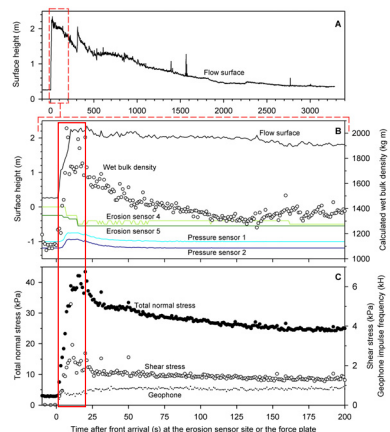 A
Surface height (m)
2
1
0
Flow surface
0 500 1000 1500 2000 2500 3000
B
Surface height (m)
2
1
0
-1
Flow surface
Wet bulk density
Erosion sensor 4
Erosion sensor 5
Pressure sensor 1
Pressure sensor 2
2000
1800
1600
1400
1200
1000
Calculated wet bulk density (kg m
C
Total normal stress (kPa)
40
30
20
10
0
Total normal stress
Shear stress
Geophone
6
4
2
0
Shear stress (kPa)
Geophone impulse frequency (kH)
-25 0 25 50 75 100 125 150 175 200
Time after front arrival (s) at the erosion sensor site or the force plate